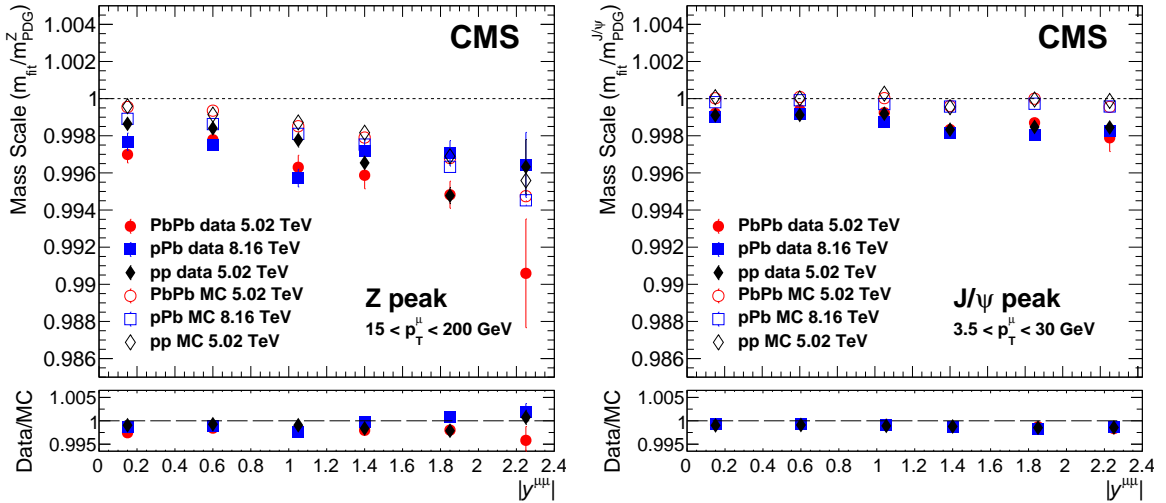 CMS
Mass Scale (m_fit/m^Z_PDG)
1.004
1.002
1
0.998
0.996
0.994
0.992
0.99
0.988
0.986
PbPb data 5.02 TeV
pPb data 8.16 TeV
pp data 5.02 TeV
PbPb MC 5.02 TeV
pPb MC 8.16 TeV
pp MC 5.02 TeV
Z peak
15 < p_T^μ < 200 GeV
Data/MC
1.005
1
0.995
0 0.2 0.4 0.6 0.8 1 1.2 1.4 1.6 1.8 2 2.2 2.4
|y^μμ|
CMS
Mass Scale (m_fit/m^J/ψ_PDG)
1.004
1.002
1
0.998
0.996
0.994
0.992
0.99
0.988
0.986
PbPb data 5.02 TeV
pPb data 8.16 TeV
pp data 5.02 TeV
PbPb MC 5.02 TeV
pPb MC 8.16 TeV
pp MC 5.02 TeV
J/ψ peak
3.5 < p_T^μ < 30 GeV
Data/MC
1.005
1
0.995
0 0.2 0.4 0.6 0.8 1 1.2 1.4 1.6 1.8 2 2.2 2.4
|y^μμ|